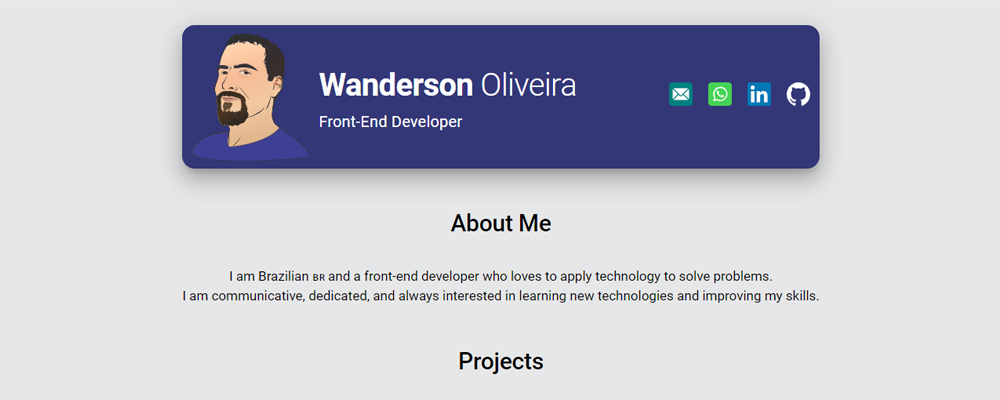 Wanderson Oliveira
Front-End Developer
in
About Me
I am Brazilian BR and a front-end developer who loves to apply technology to solve problems.
I am communicative, dedicated, and always interested in learning new technologies and improving my skills.
Projects